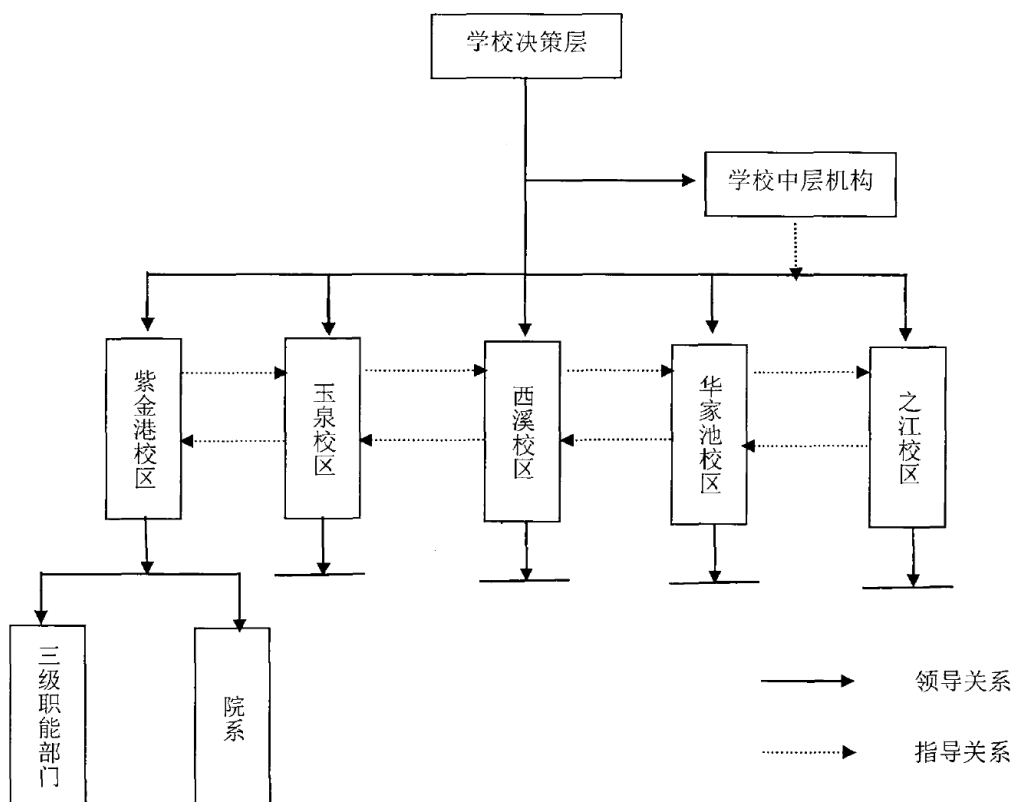 学校决策层
学校中层机构
紫金港校区
玉泉校区
西溪校区
华家池校区
之江校区
三级职能部门
院系
领导关系
指导关系